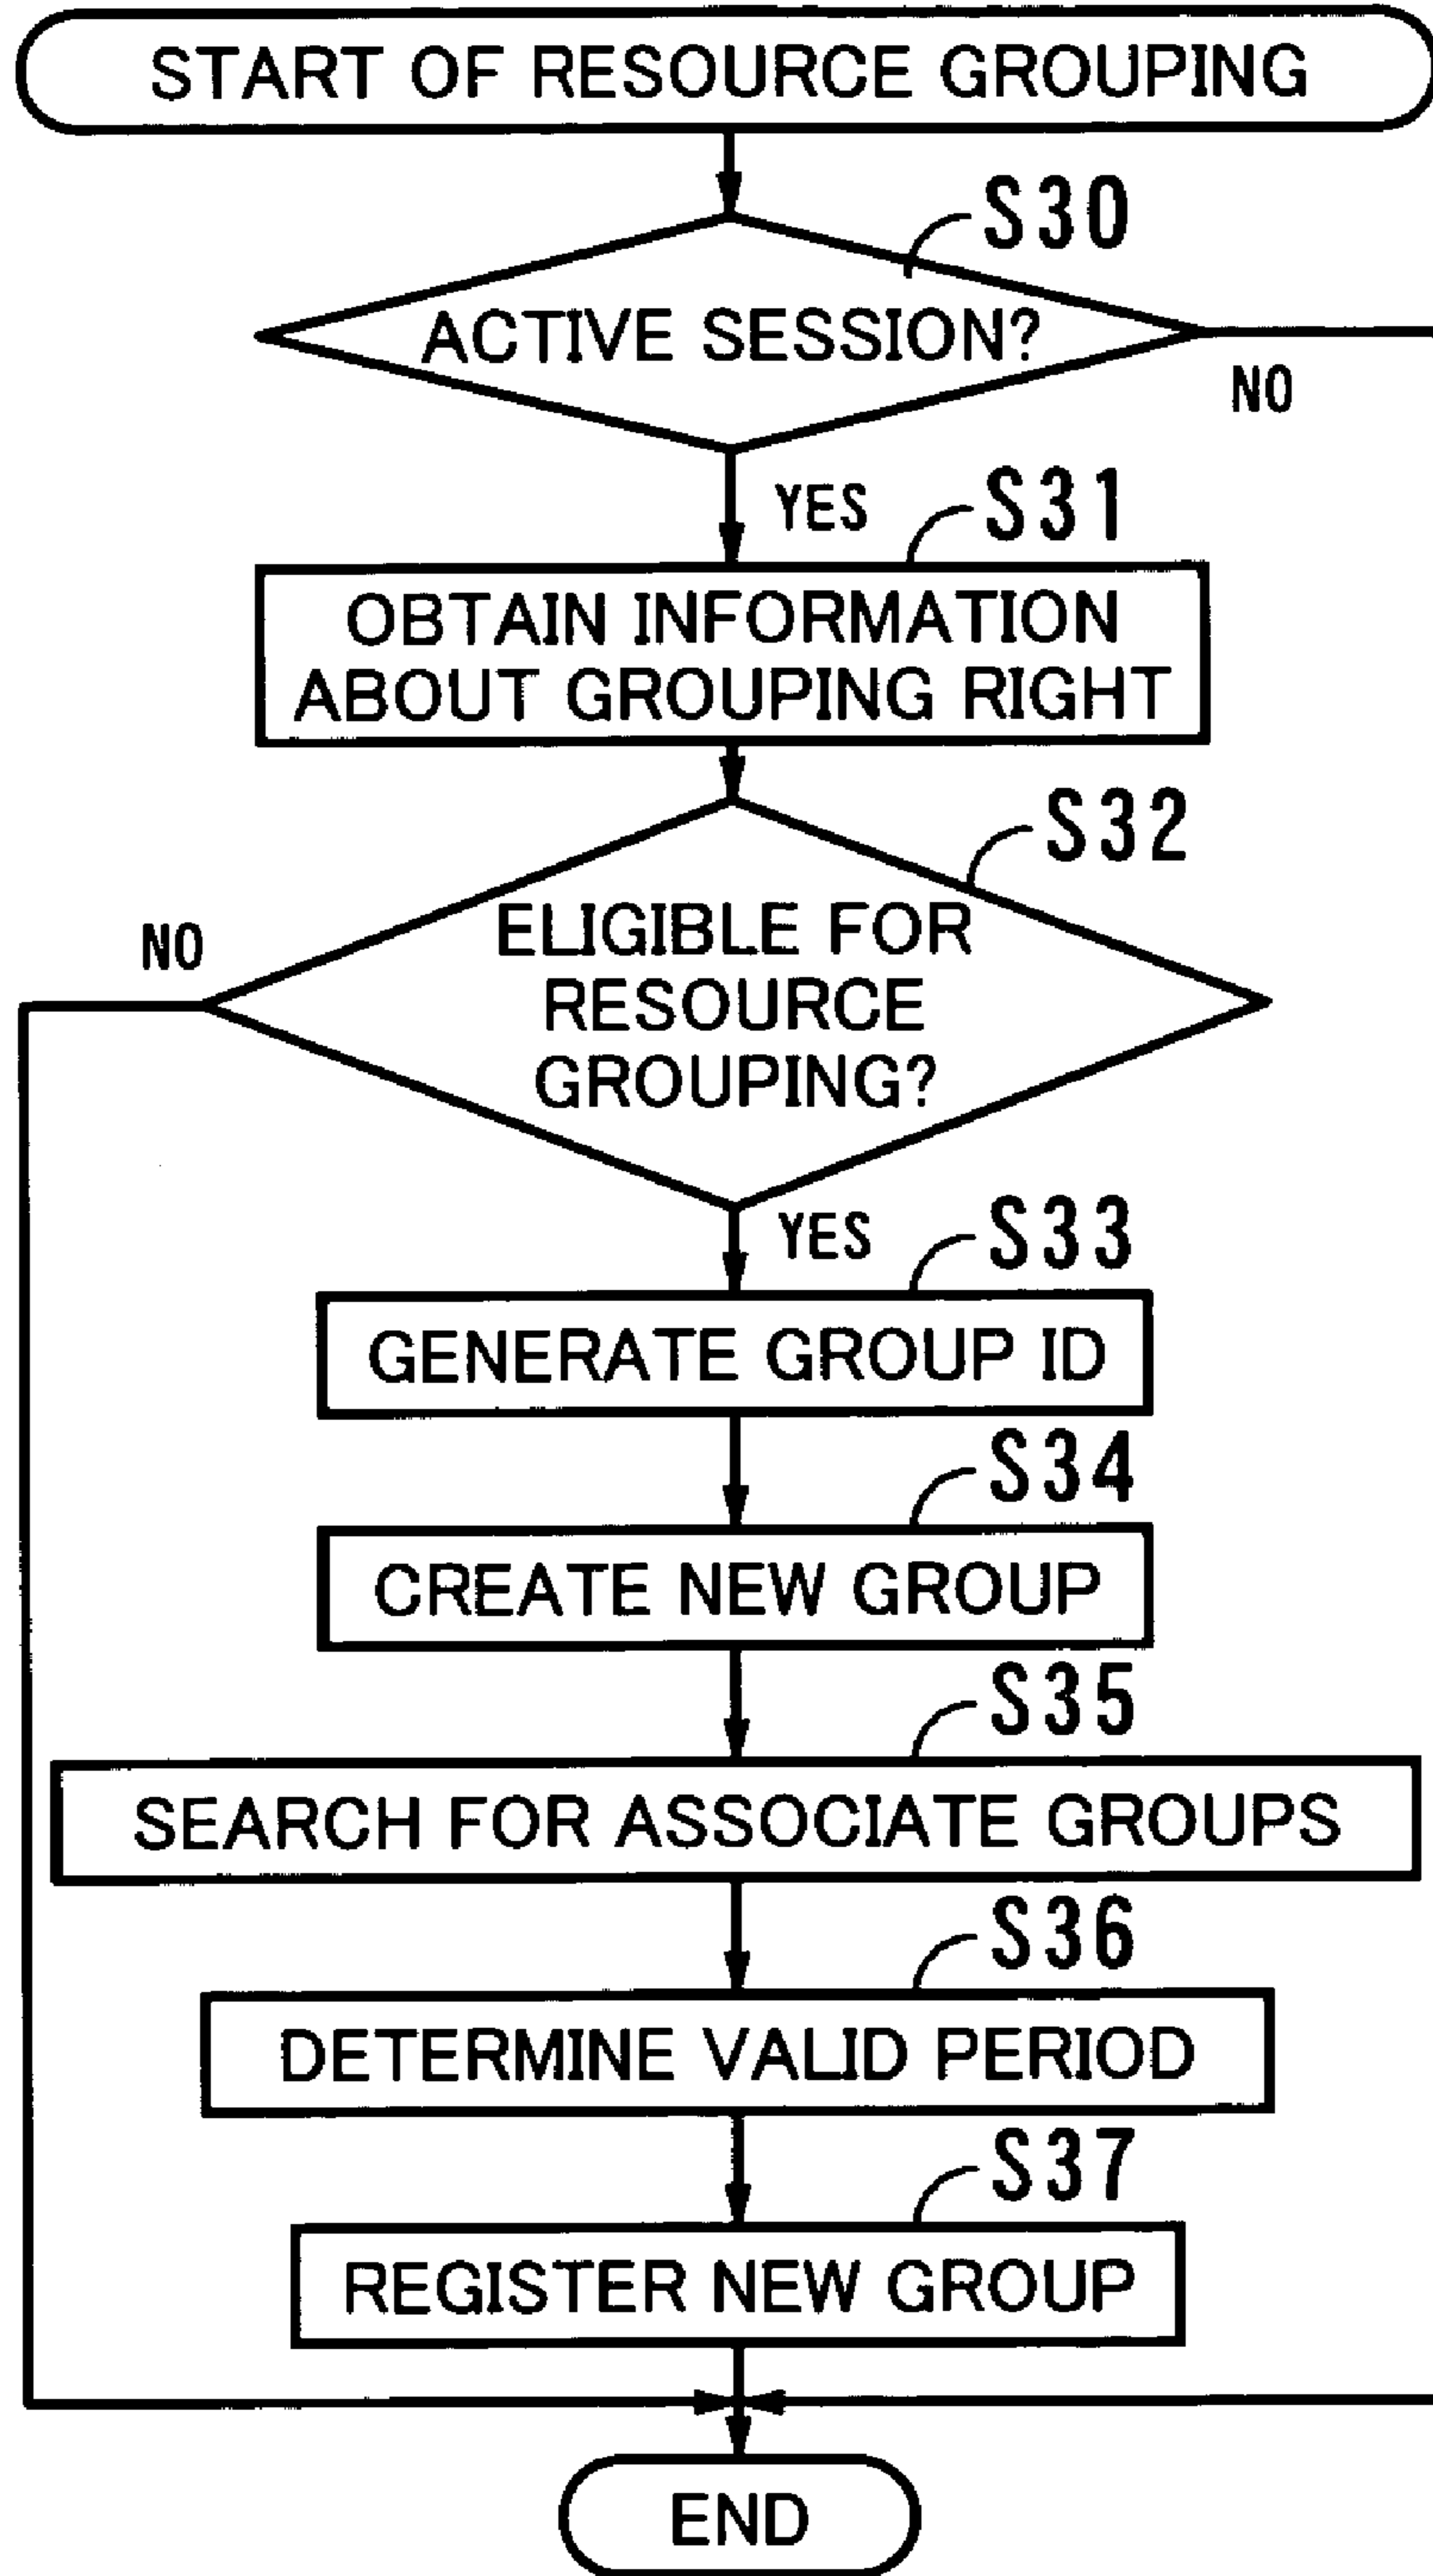 START OF RESOURCE GROUPING
S30
ACTIVE SESSION?
NO
YES
S31
OBTAIN INFORMATION
ABOUT GROUPING RIGHT
S32
NO
ELIGIBLE FOR
RESOURCE
GROUPING?
YES
S33
GENERATE GROUP ID
S34
CREATE NEW GROUP
S35
SEARCH FOR ASSOCIATE GROUPS
S36
DETERMINE VALID PERIOD
S37
REGISTER NEW GROUP
END